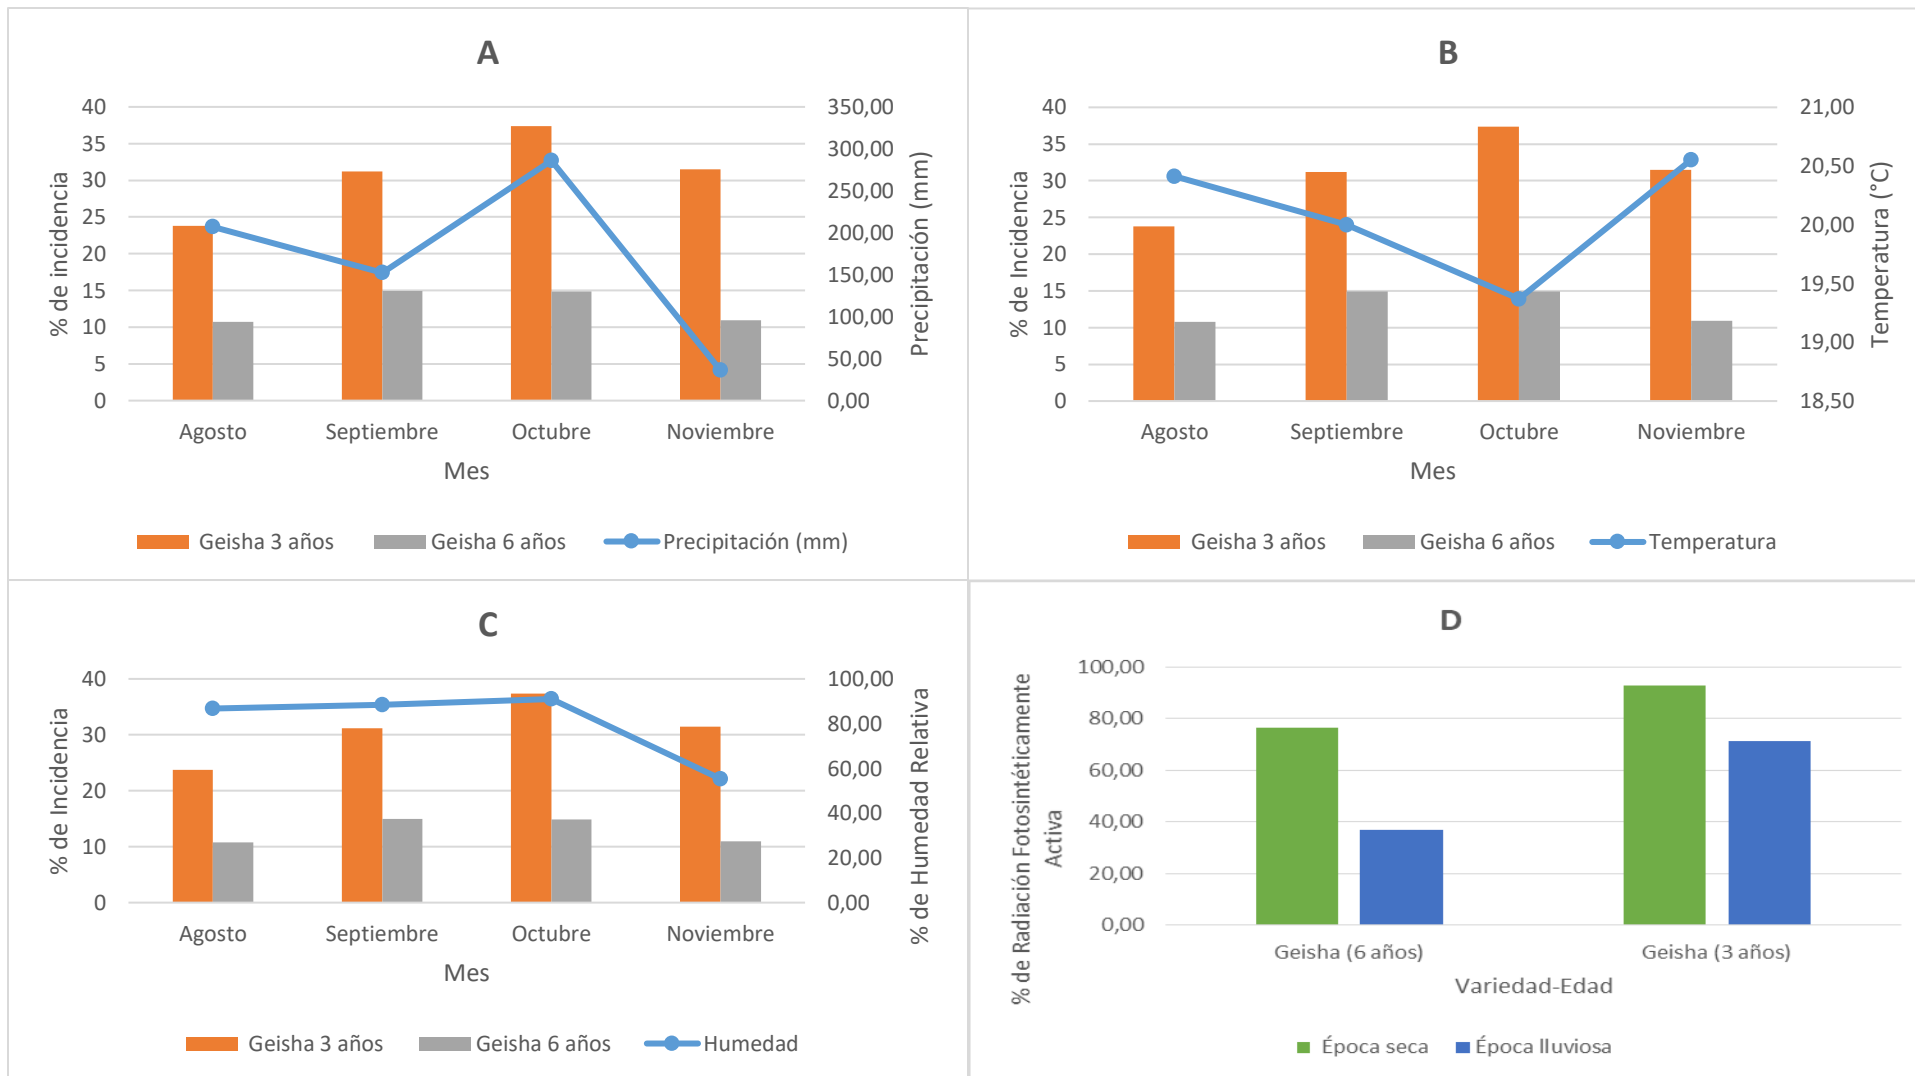 A
40
35
30
25
20
15
10
5
0
% de incidencia
350,00
300,00
250,00
200,00
150,00
100,00
50,00
0,00
Precipitación (mm)
Agosto Septiembre Octubre Noviembre
Mes
Geisha 3 años Geisha 6 años Precipitación (mm)
B
40
35
30
25
20
15
10
5
0
% de Incidencia
21,00
20,50
20,00
19,50
19,00
18,50
Temperatura (°C)
Agosto Septiembre Octubre Noviembre
Mes
Geisha 3 años Geisha 6 años Temperatura
C
40
30
20
10
0
% de Incidencia
100,00
80,00
60,00
40,00
20,00
0,00
% de Humedad Relativa
Agosto Septiembre Octubre Noviembre
Mes
Geisha 3 años Geisha 6 años Humedad
D
100,00
80,00
60,00
40,00
20,00
0,00
% de Radiación Fotosintéticamente
Activa
Geisha (6 años) Geisha (3 años)
Variedad-Edad
Época seca Época lluviosa